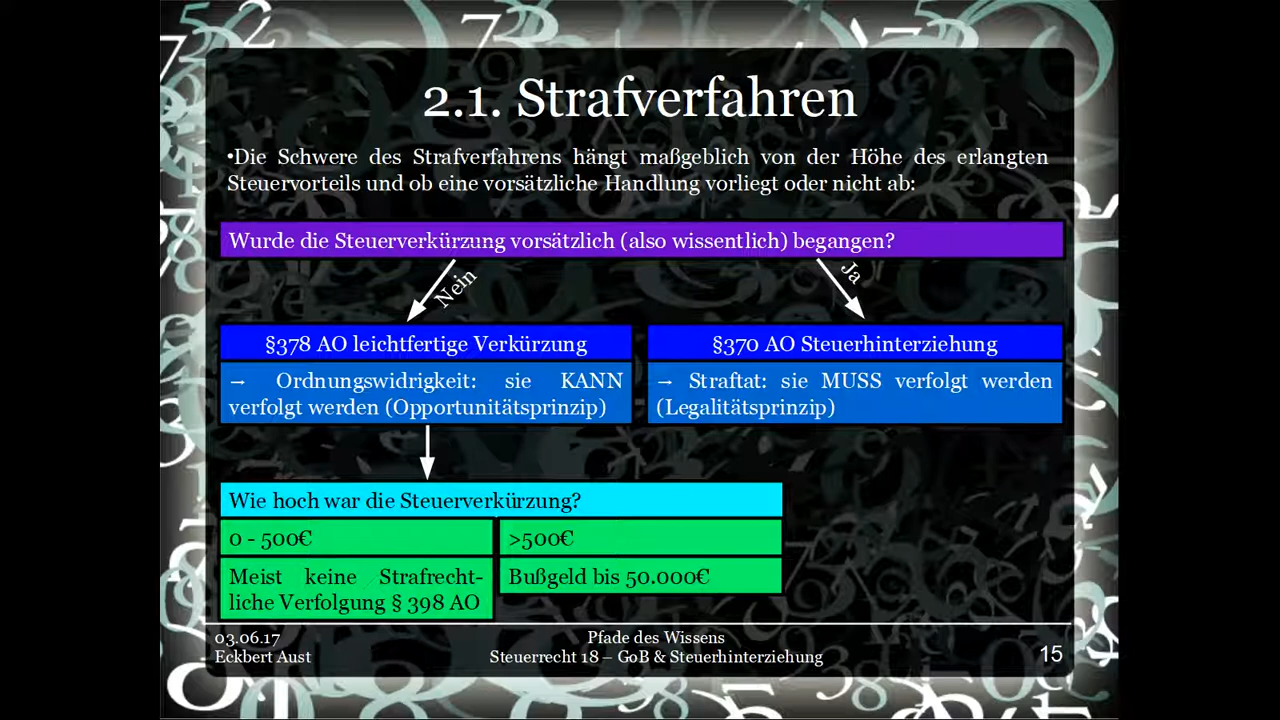 2.1. Strafverfahren
•Die Schwere des Strafverfahrens hängt maßgeblich von der Höhe des erlangten
Steuervorteils und ob eine vorsätzliche Handlung vorliegt oder nicht ab:
Wurde die Steuerverkürzung vorsätzlich (also wissentlich) begangen?
Nein
Ja
§378 AO leichtfertige Verkürzung
→ Ordnungswidrigkeit: sie KANN
verfolgt werden (Opportunitätsprinzip)
§370 AO Steuerhinterziehung
→ Straftat: sie MUSS verfolgt werden
(Legalitätsprinzip)
Wie hoch war die Steuerverkürzung?
0 - 500€
>500€
Meist keine Strafrecht-
liche Verfolgung § 398 AO
Bußgeld bis 50.000€
03.06.17
Eckbert Aust
Pfade des Wissens
Steuerrecht 18 – GoB & Steuerhinterziehung
15